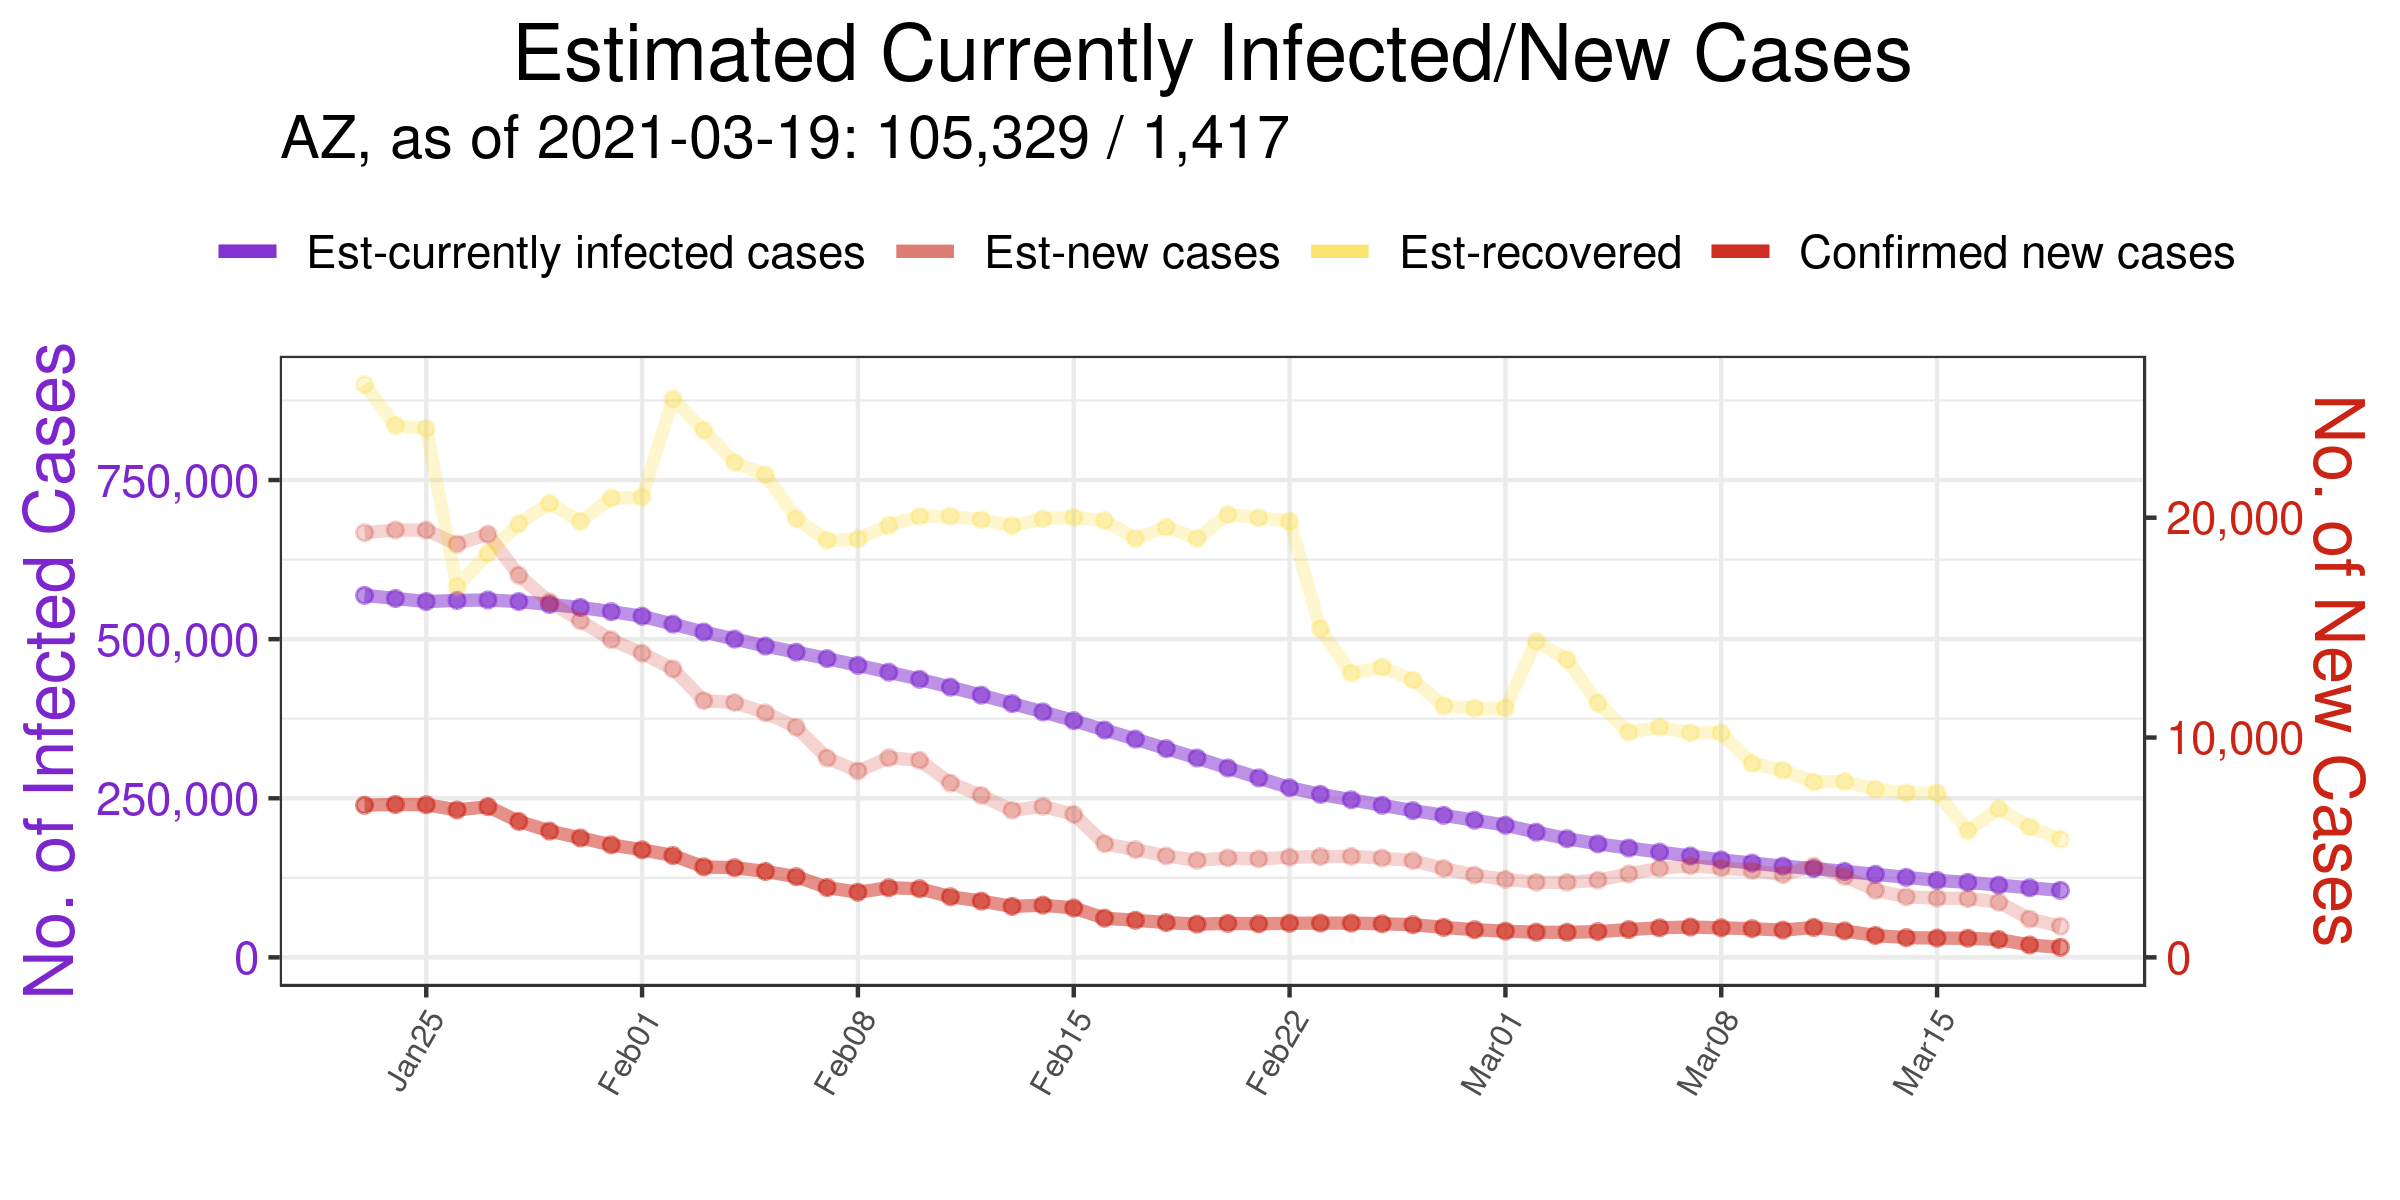 Estimated Currently Infected/New Cases
AZ, as of 2021-03-19: 105,329 / 1,417
Est-currently infected cases Est-new cases Est-recovered Confirmed new cases
No. of Infected Cases
750,000
500,000
250,000
0
20,000
10,000
0
No. of New Cases
Jan25 Feb01 Feb08 Feb15 Feb22 Mar01 Mar08 Mar15